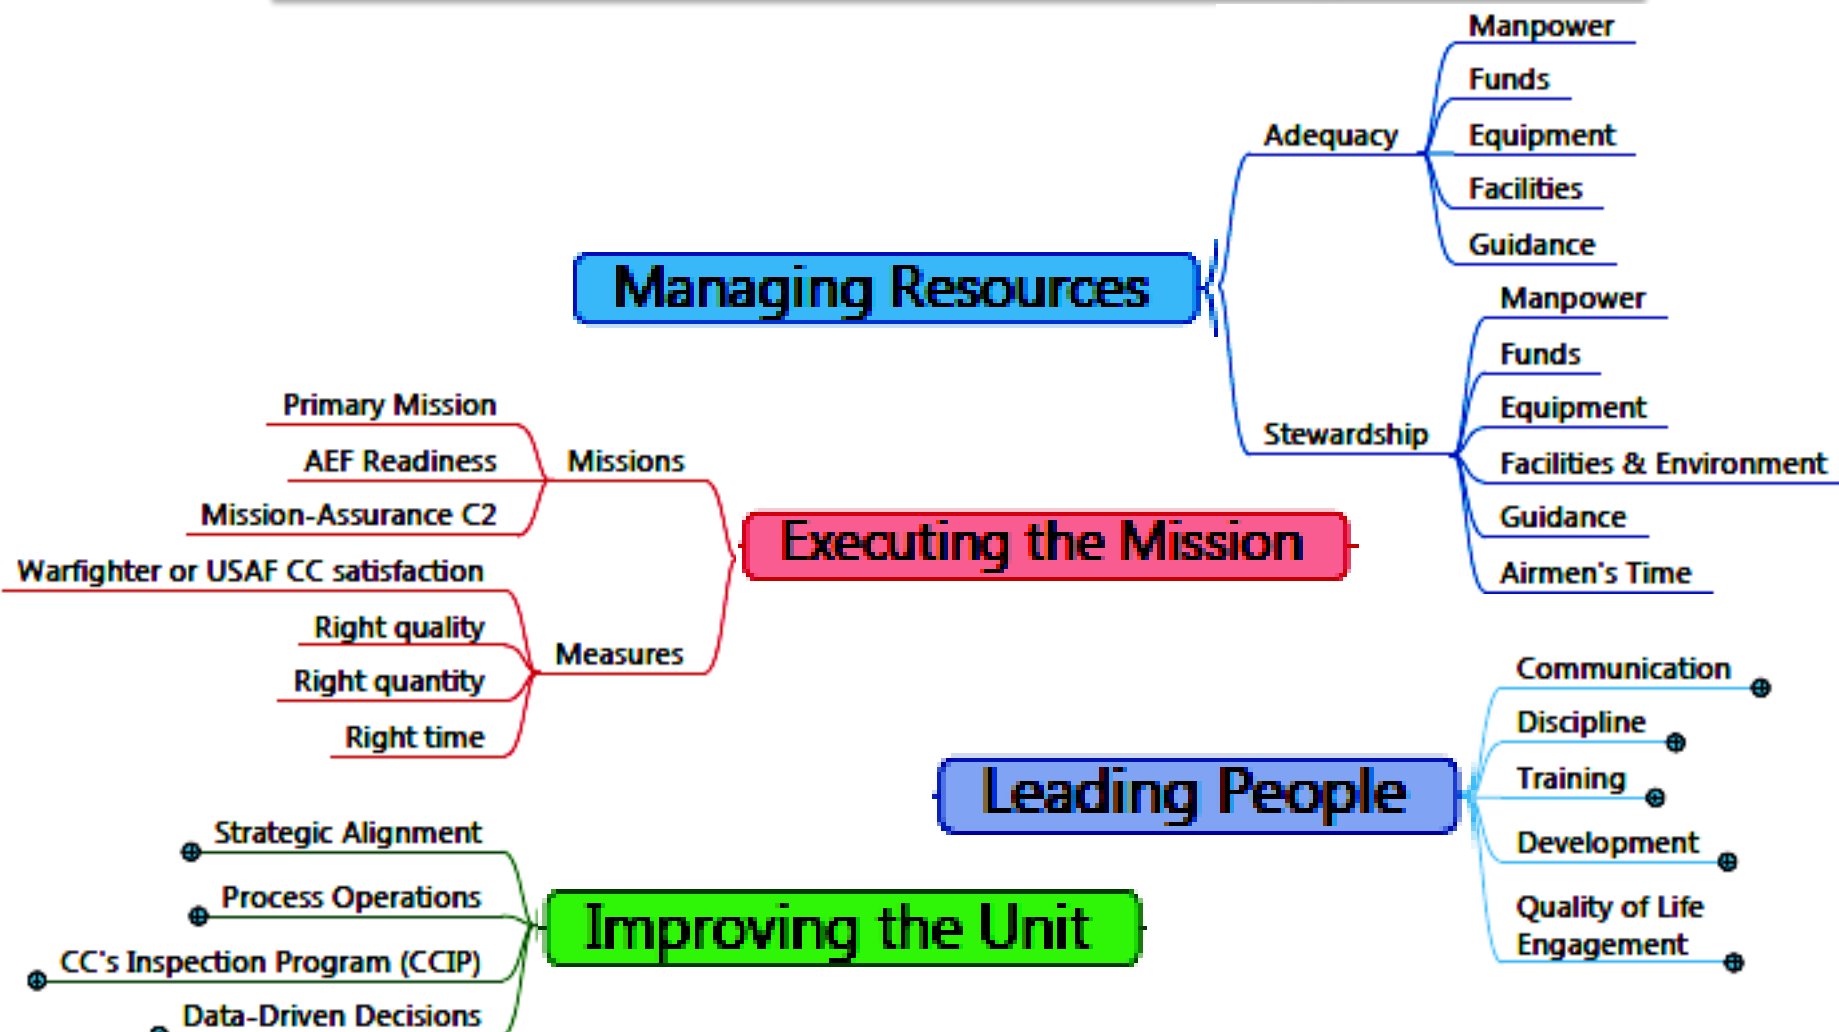 Manpower
Funds
Adequacy
Equipment
Facilities
Guidance
Managing Resources
Manpower
Funds
Equipment
Stewardship
Facilities & Environment
Guidance
Airmen's Time
Primary Mission
AEF Readiness
Missions
Mission-Assurance C2
Executing the Mission
Warfighter or USAF CC satisfaction
Right quality
Measures
Right quantity
Right time
Communication
Discipline
Leading People
Training
Development
Quality of Life
Engagement
Strategic Alignment
Process Operations
Improving the Unit
CC's Inspection Program (CCIP)
Data-Driven Decisions